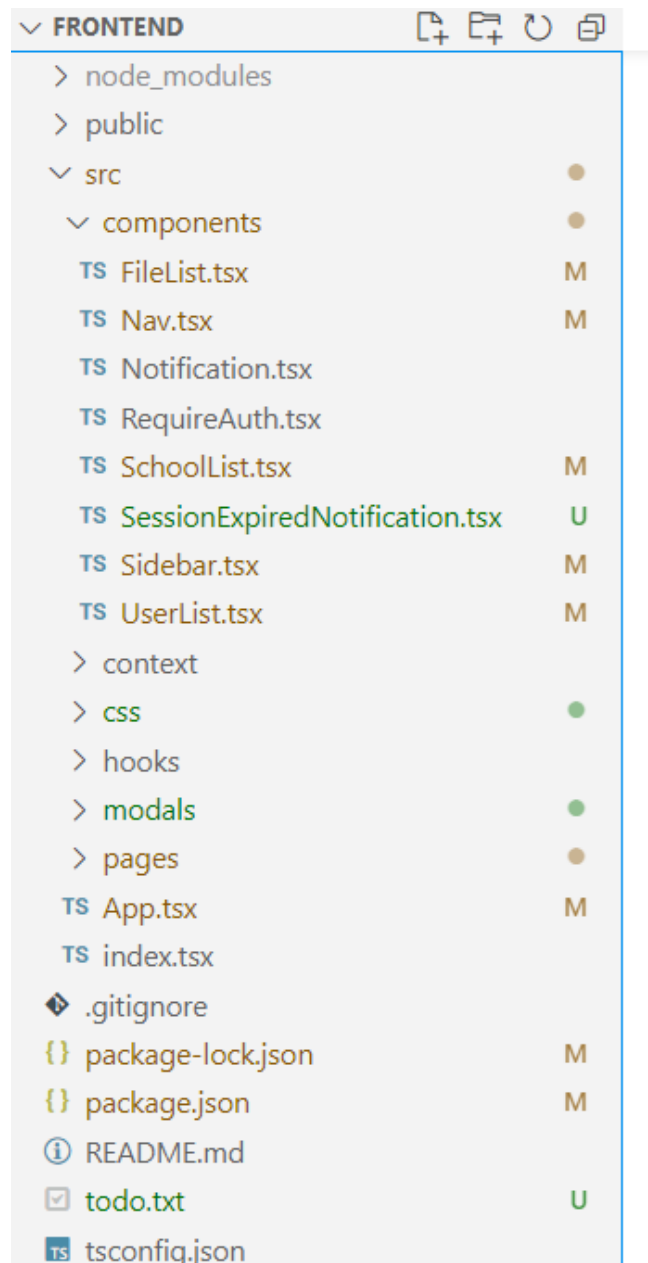 FRONTEND
node_modules
public
src
components
TS FileList.tsx M
TS Nav.tsx M
TS Notification.tsx
TS RequireAuth.tsx
TS SchoolList.tsx M
TS SessionExpiredNotification.tsx U
TS Sidebar.tsx M
TS UserList.tsx M
context
css
hooks
modals
pages
TS App.tsx M
TS index.tsx
.gitignore
{} package-lock.json M
{} package.json M
README.md
todo.txt U
TS tsconfig.json